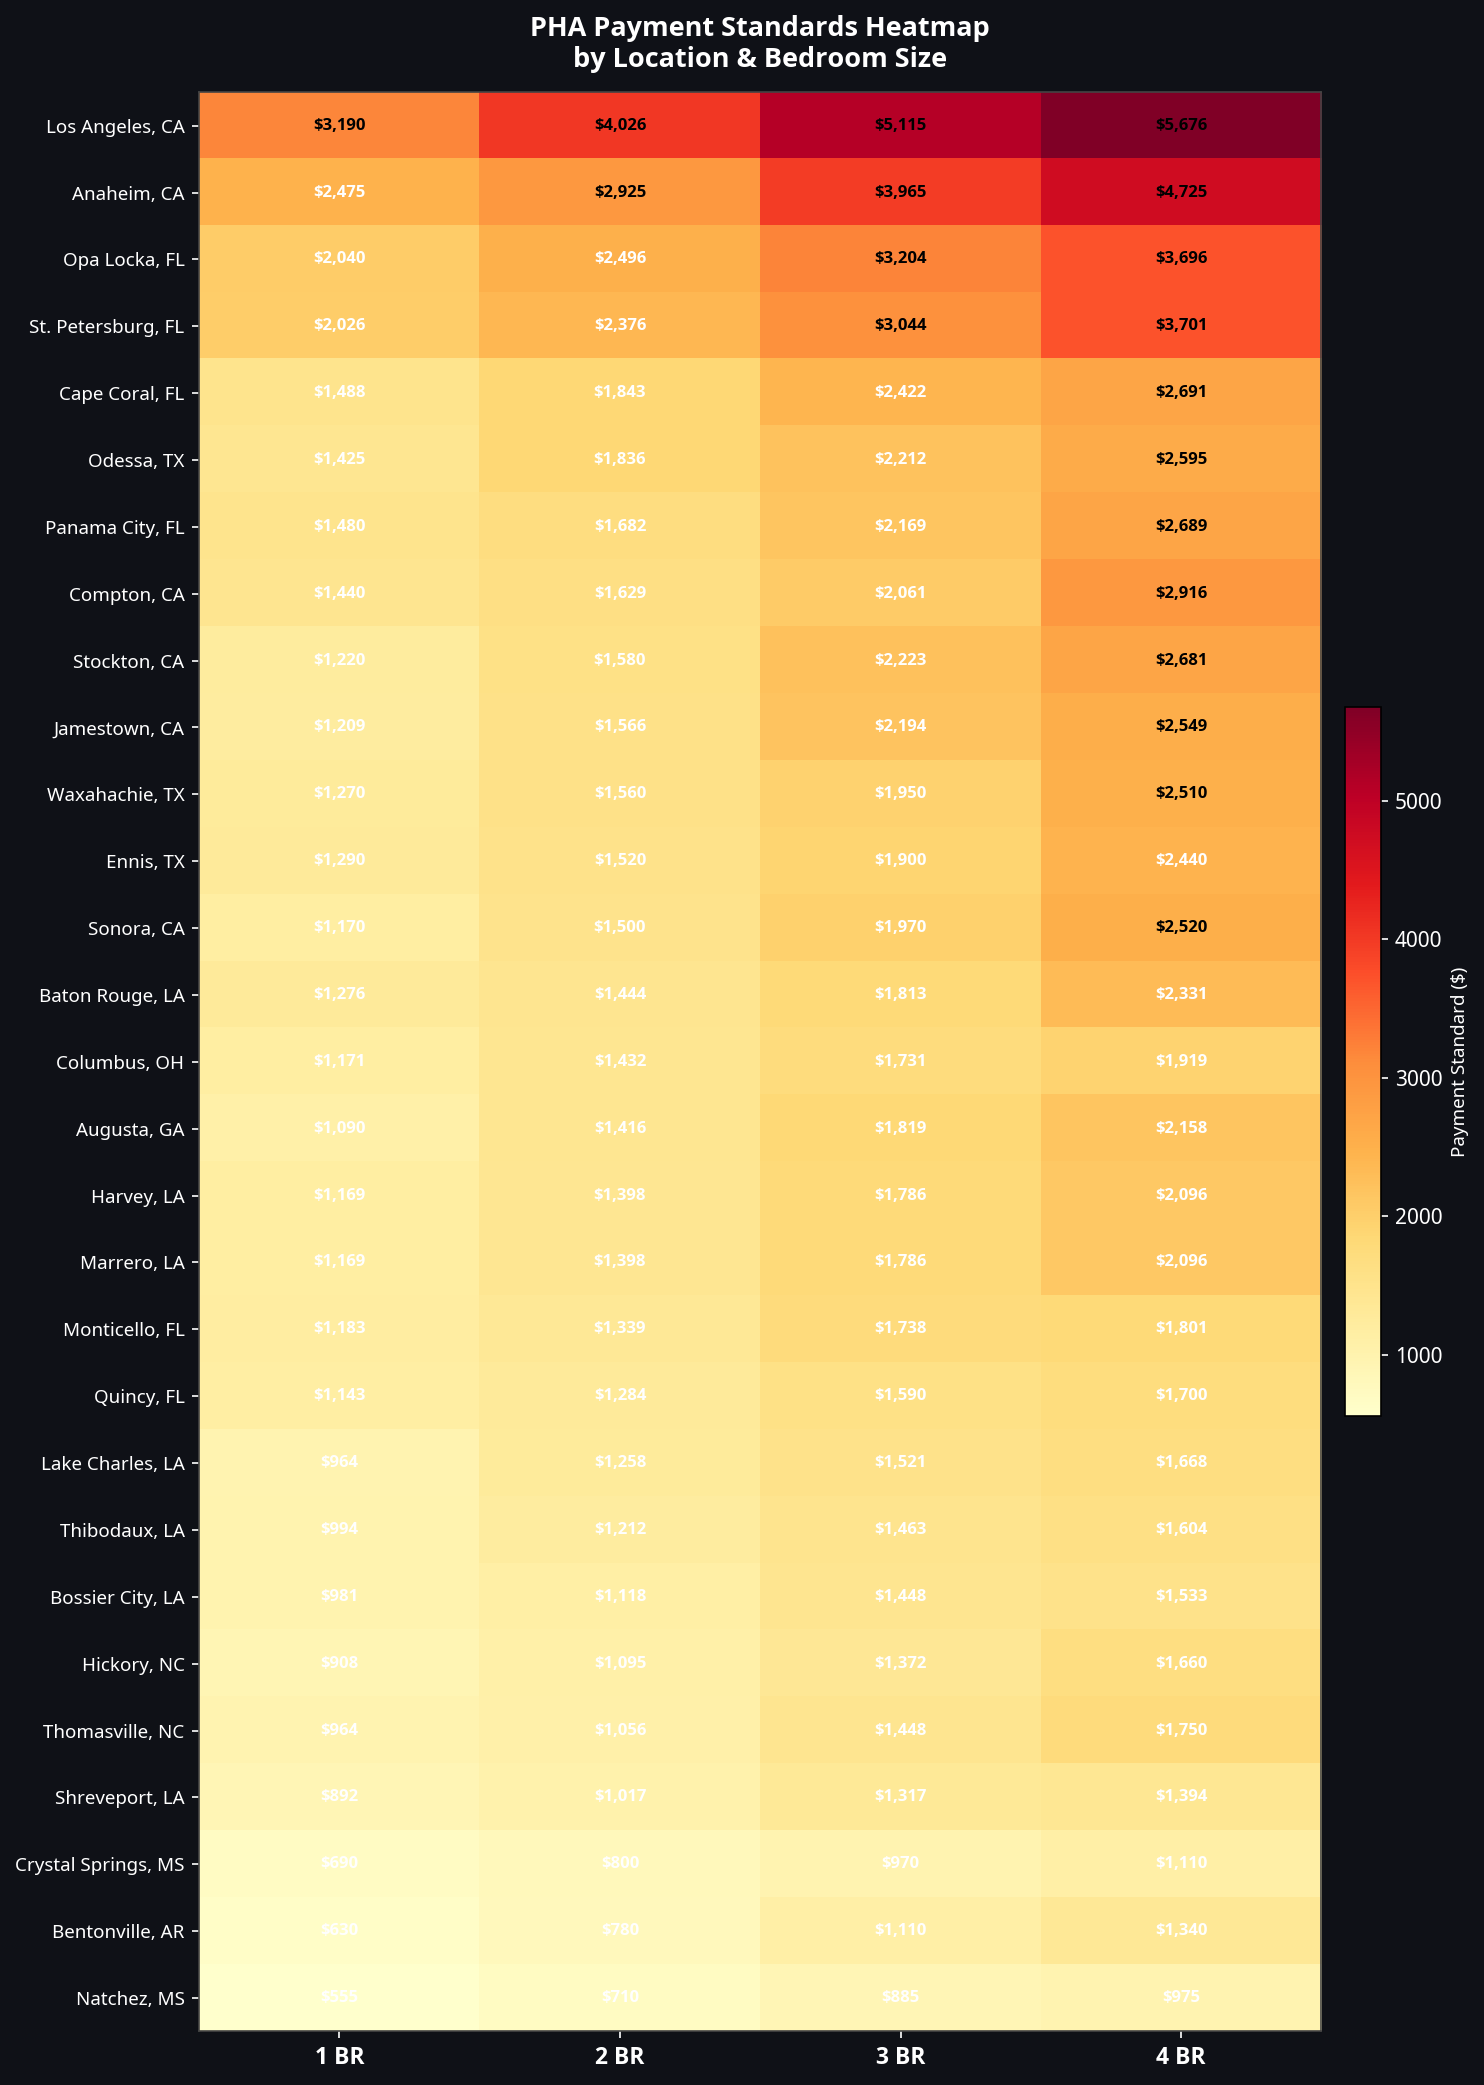 PHA Payment Standards Heatmap
by Location & Bedroom Size
Los Angeles, CA $3,190 $4,026 $5,115 $5,676
Anaheim, CA $2,475 $2,925 $3,965 $4,725
Opa Locka, FL $2,040 $2,496 $3,204 $3,696
St. Petersburg, FL $2,026 $2,376 $3,044 $3,701
Cape Coral, FL $1,488 $1,843 $2,422 $2,691
Odessa, TX $1,425 $1,836 $2,212 $2,595
Panama City, FL $1,480 $1,682 $2,169 $2,689
Compton, CA $1,440 $1,629 $2,061 $2,916
Stockton, CA $1,220 $1,580 $2,223 $2,681
Jamestown, CA $1,209 $1,566 $2,194 $2,549
Waxahachie, TX $1,270 $1,560 $1,950 $2,510
Ennis, TX $1,290 $1,520 $1,900 $2,440
Sonora, CA $1,170 $1,500 $1,970 $2,520
Baton Rouge, LA $1,276 $1,444 $1,813 $2,331
Columbus, OH $1,171 $1,432 $1,731 $1,919
Augusta, GA $1,090 $1,416 $1,819 $2,158
Harvey, LA $1,169 $1,398 $1,786 $2,096
Marrero, LA $1,169 $1,398 $1,786 $2,096
Monticello, FL $1,183 $1,339 $1,738 $1,801
Quincy, FL $1,143 $1,284 $1,590 $1,700
Lake Charles, LA $964 $1,258 $1,521 $1,668
Thibodaux, LA $994 $1,212 $1,463 $1,604
Bossier City, LA $981 $1,118 $1,448 $1,533
Hickory, NC $908 $1,095 $1,372 $1,660
Thomasville, NC $964 $1,056 $1,448 $1,750
Shreveport, LA $892 $1,017 $1,317 $1,394
Crystal Springs, MS $690 $800 $970 $1,110
Bentonville, AR $630 $780 $1,110 $1,340
Natchez, MS $555 $710 $885 $975
1 BR 2 BR 3 BR 4 BR
5000
4000
3000
2000
1000
Payment Standard ($)